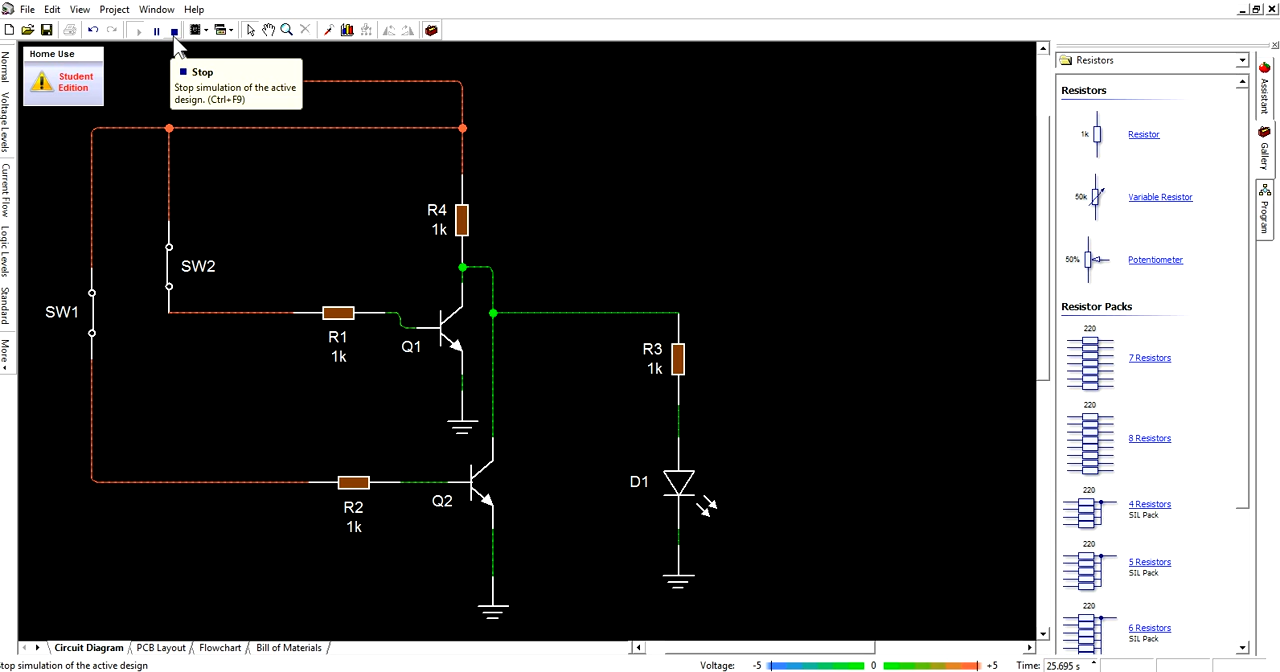 File Edit View Project Window Help
Home Use
Student
Edition
Stop
Stop simulation of the active
design. (Ctrl+F9)
Normal
Voltage Levels
Current Flow
Logic Levels
Standard
More
R4
1k
SW2
SW1
R1
1k
Q1
R3
1k
R2
1k
Q2
D1
Resistors
Resistors
1k
Resistor
50k
Variable Resistor
50%
Potentiometer
Resistor Packs
220
7 Resistors
220
8 Resistors
220
4 Resistors
SIL Pack
220
5 Resistors
SIL Pack
220
6 Resistors
SIL Pack
Assistant
Gallery
Program
Circuit Diagram PCB Layout Flowchart Bill of Materials
top simulation of the active design
Voltage: -5 0 +5 Time: 25.695 s